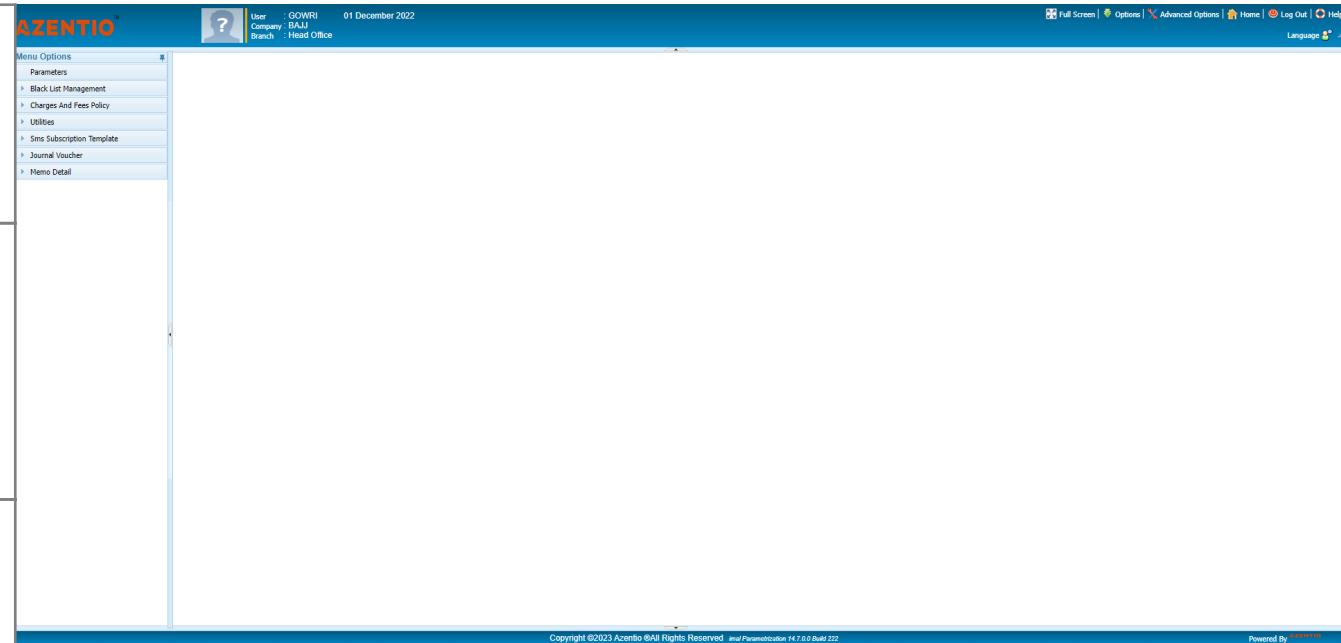 AZENTIO
User : GOWRI 01 December 2022
Company : BAJJ
Branch : Head Office
Full Screen | Options | Advanced Options | Home | Log Out | Help
Language
Menu Options
Parameters
Black List Management
Charges And Fees Policy
Utilities
Sms Subscription Template
Journal Voucher
Memo Detail
Copyright ©2023 Azentio ®All Rights Reserved imal Parametrization 14.7.0.0 Build 222
Powered By AZENTIO